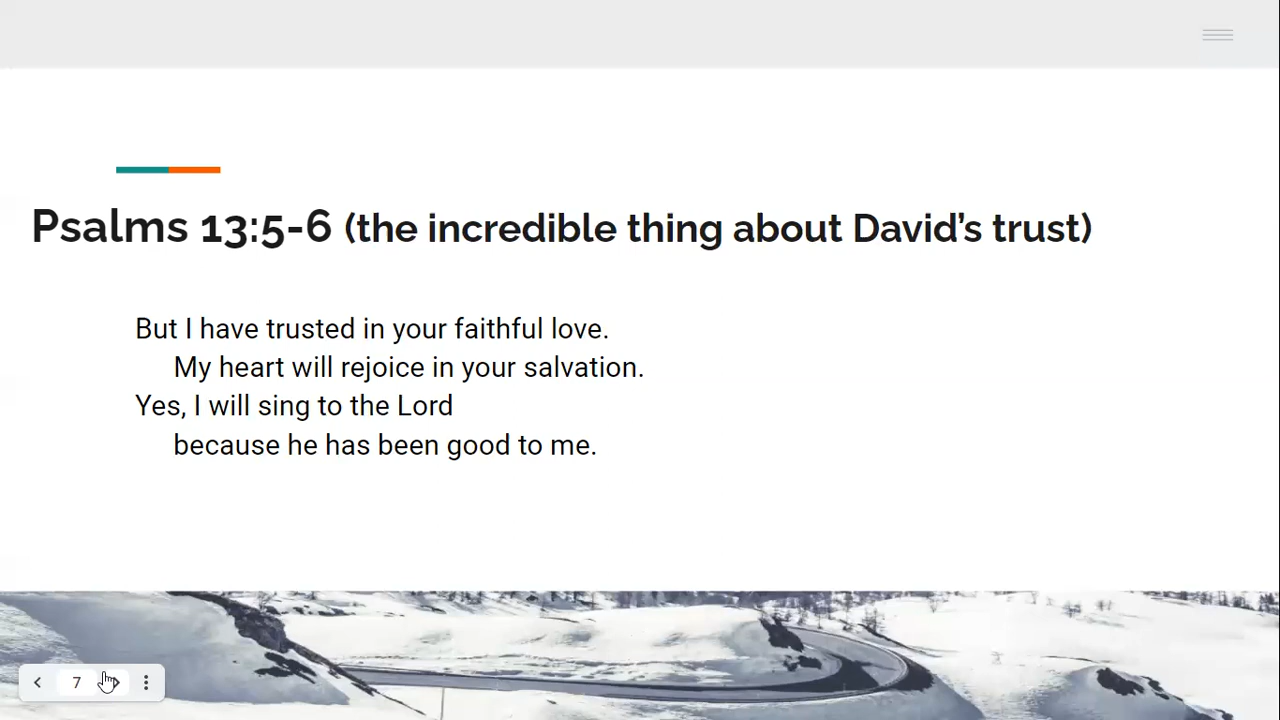 Psalms 13:5-6 (the incredible thing about David’s trust)
But I have trusted in your faithful love.
My heart will rejoice in your salvation.
Yes, I will sing to the Lord
because he has been good to me.
7